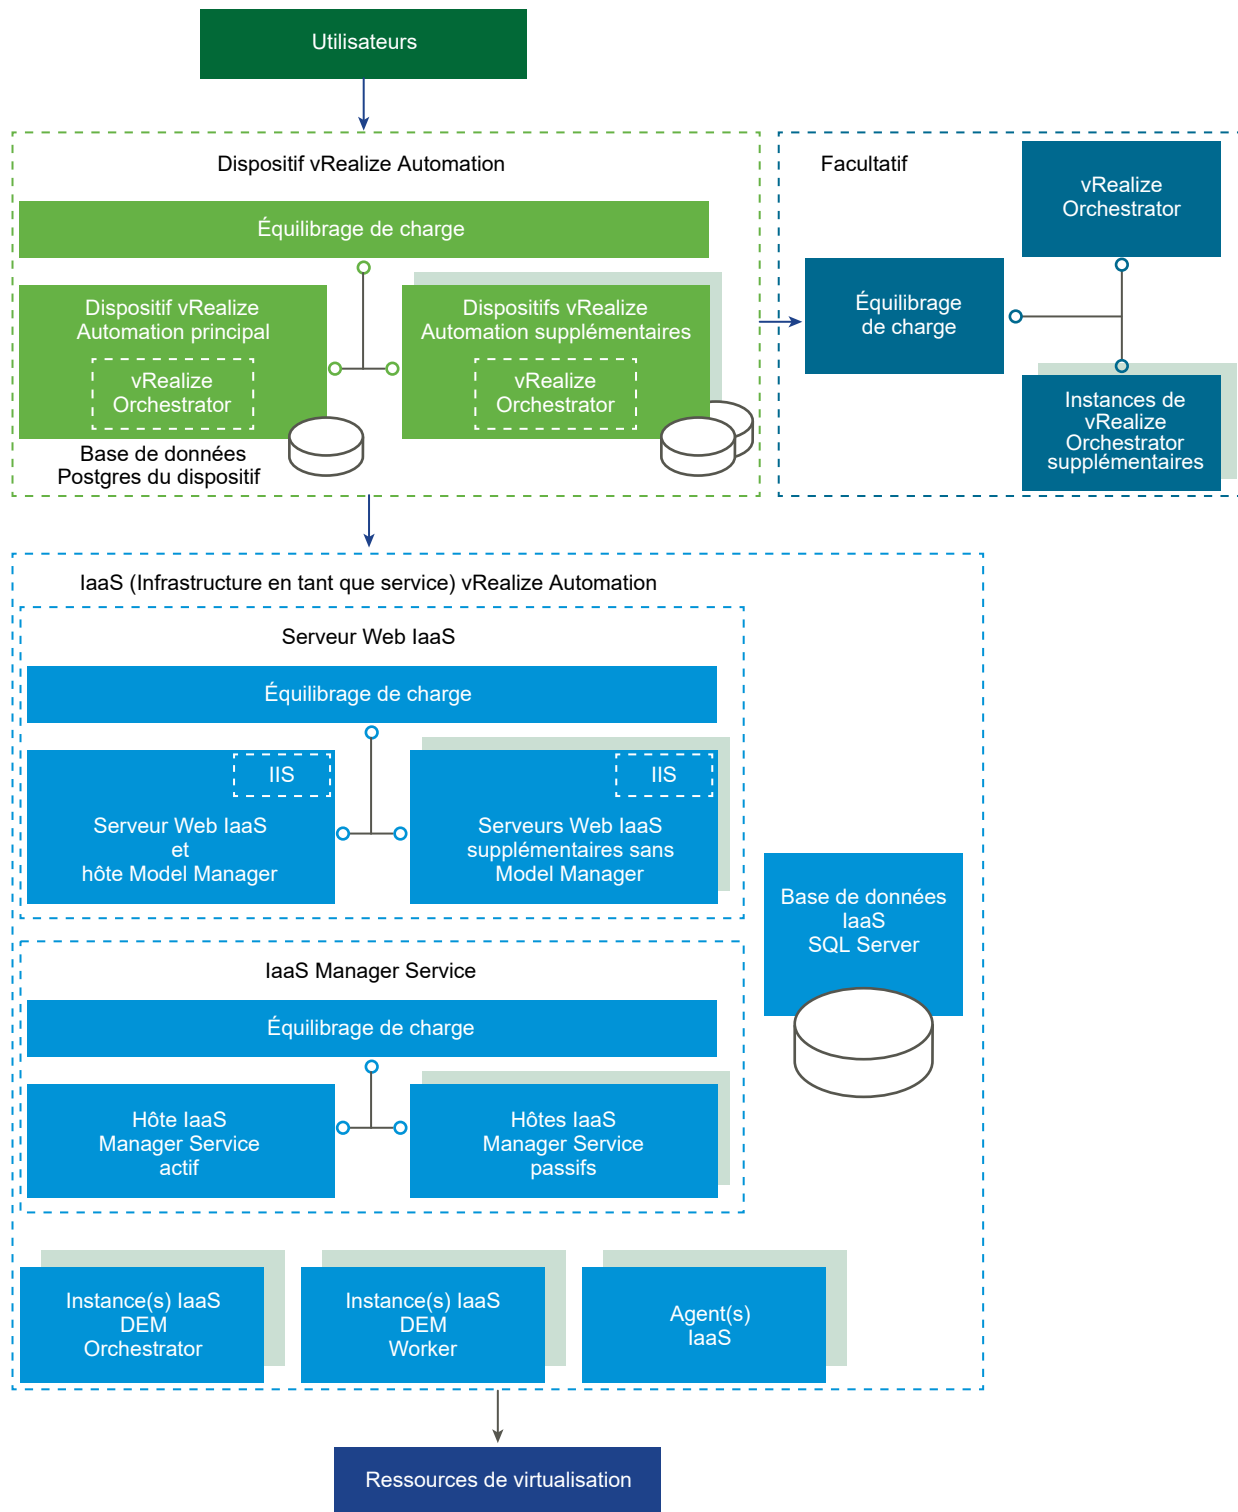 Utilisateurs
Dispositif vRealize Automation
Équilibrage de charge
Dispositif vRealize
Automation principal
vRealize
Orchestrator
Dispositifs vRealize
Automation supplémentaires
vRealize
Orchestrator
Base de données
Postgres du dispositif
Facultatif
vRealize
Orchestrator
Équilibrage
de charge
Instances de
vRealize
Orchestrator
supplémentaires
IaaS (Infrastructure en tant que service) vRealize Automation
Serveur Web IaaS
Équilibrage de charge
IIS
Serveur Web IaaS
et
hôte Model Manager
IIS
Serveurs Web IaaS
supplémentaires sans
Model Manager
Base de données
IaaS
SQL Server
IaaS Manager Service
Équilibrage de charge
Hôte IaaS
Manager Service
actif
Hôtes IaaS
Manager Service
passifs
Instance(s) IaaS
DEM
Orchestrator
Instance(s) IaaS
DEM
Worker
Agent(s)
IaaS
Ressources de virtualisation